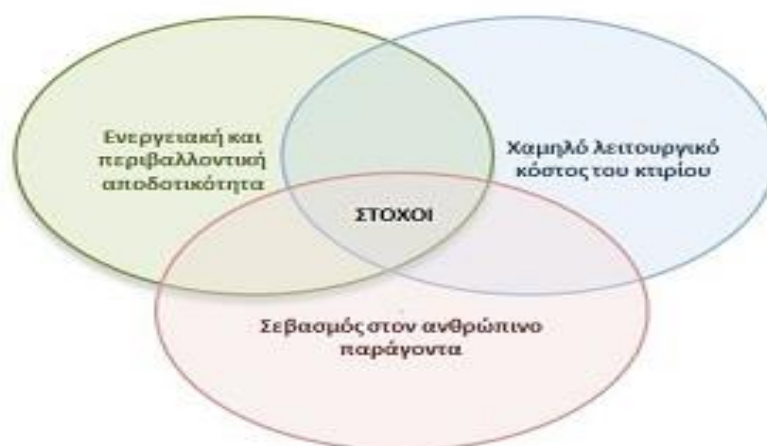 Ενεργειακή και
περιβαλλοντική
αποδοτικότητα
Χαμηλό λειτουργικό
κόστος του κτιρίου
ΣΤΟΧΟΙ
Σεβασμός στον ανθρώπινο
παράγοντα